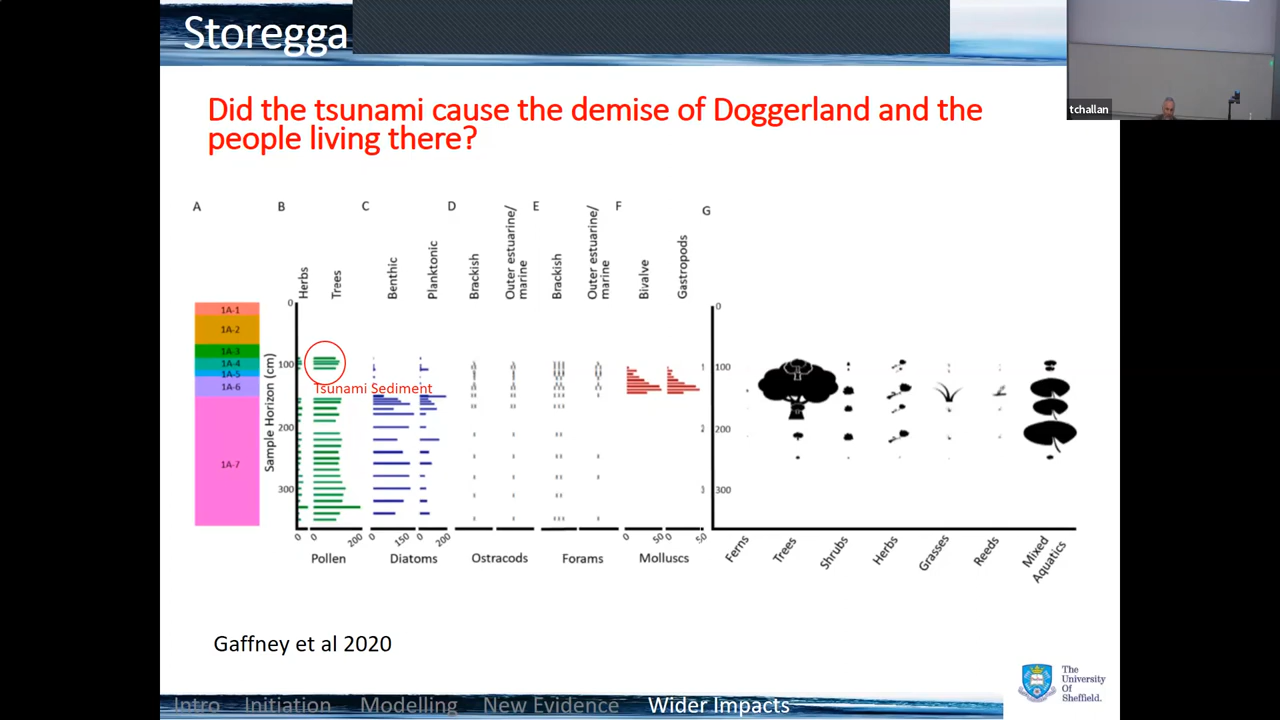 Storegga
tchallan
Did the tsunami cause the demise of Doggerland and the
people living there?
A
B
C
D
E
F
G
Herbs
Trees
Benthic
Planktonic
Brackish
Outer estuarine/
marine
Brackish
Outer estuarine/
marine
Bivalve
Gastropods
1A-1
1A-2
1A-3
1A-4
1A-5
1A-6
1A-7
Sample Horizon (cm)
0
100
200
300
Tsunami Sediment
0
100
200
300
1
2
3
0
0
200
0
150
0
200
0
50
0
50
Pollen
Diatoms
Ostracods
Forams
Molluscs
Ferns
Trees
Shrubs
Herbs
Grasses
Reeds
Mixed
Aquatics
Gaffney et al 2020
The
University
Of
Sheffield.
Intro
Initiation
Modelling
New Evidence
Wider Impacts